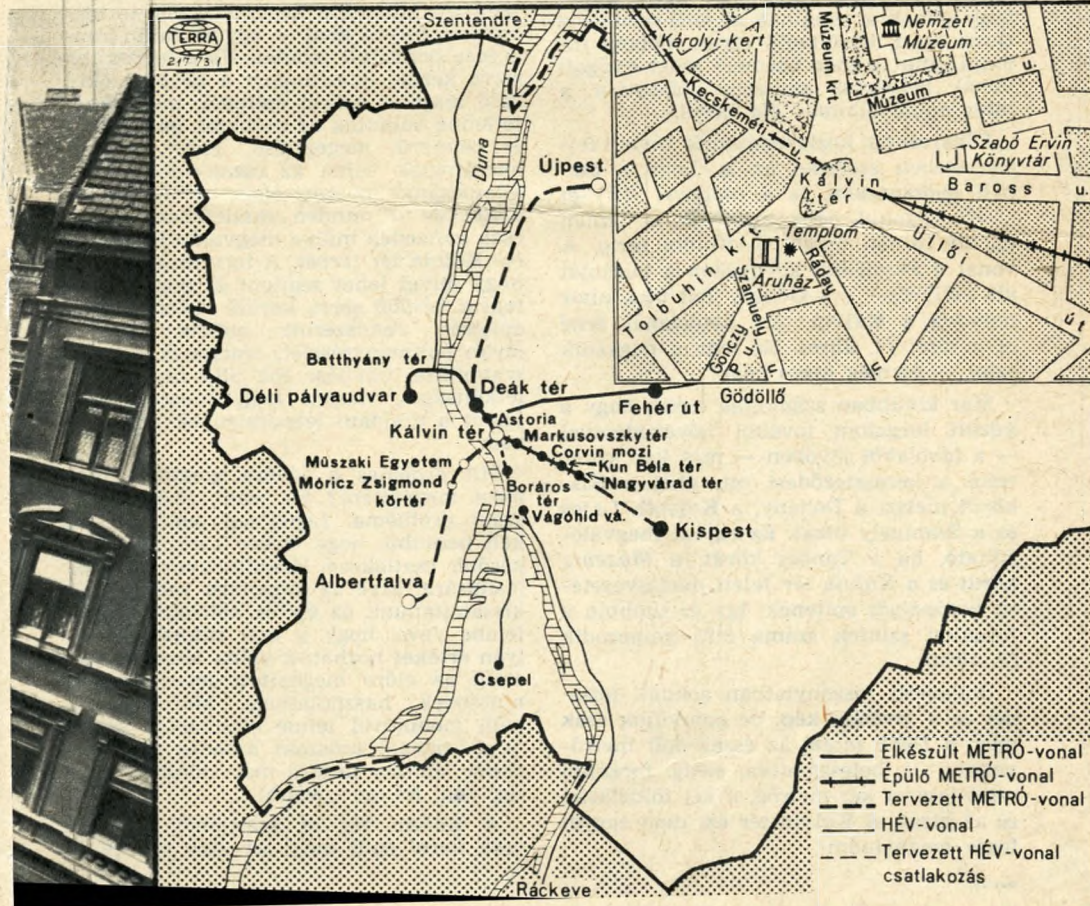 TERRA
217 73 1
Szentendre
Duna
Újpest
Batthyány tér
Déli pályaudvar
Deák tér
Fehér út
Gödöllő
Astoria
Kálvin tér
Markusovszky tér
Corvin mozi
Műszaki Egyetem
Kun Béla tér
Móricz Zsigmond
körtér
Nagyvárad tér
Boráros
tér
Vágóhíd vá.
Kispest
Albertfalva
Csepel
Ráckeve
Károlyi-kert
Múzeum krt.
Nemzeti
Múzeum
u.
Kecskeméti
u.
Múzeum
Szabó Ervin
Könyvtár
Kálvin
tér
Baross
u.
Templom
Üllői
út
Tolbuhin krt.
Áruház
Ráday
u.
Szamuely
u.
Gönczy
P. u.
Elkészült METRÓ-vonal
Épülő METRÓ-vonal
Tervezett METRÓ-vonal
HÉV-vonal
Tervezett HÉV-vonal
csatlakozás